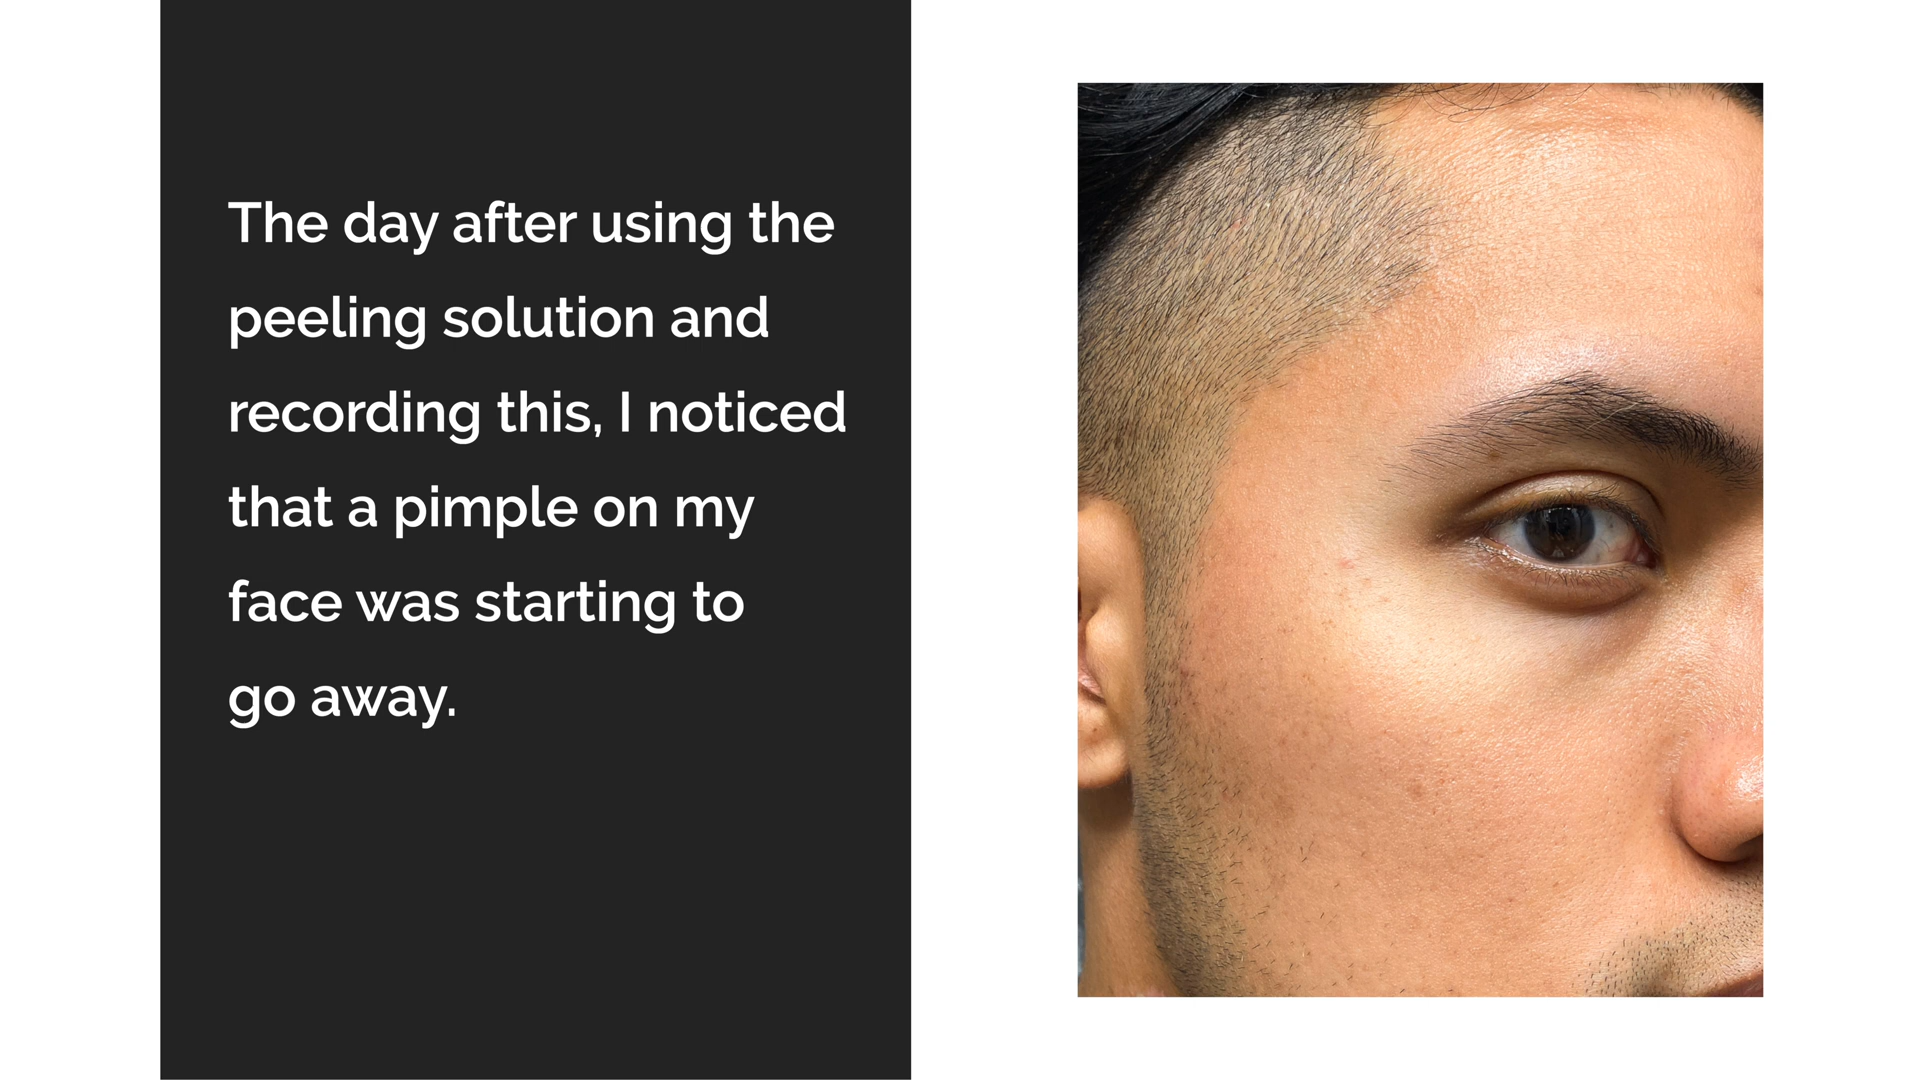 The day after using the
peeling solution and
recording this, I noticed
that a pimple on my
face was starting to
go away.